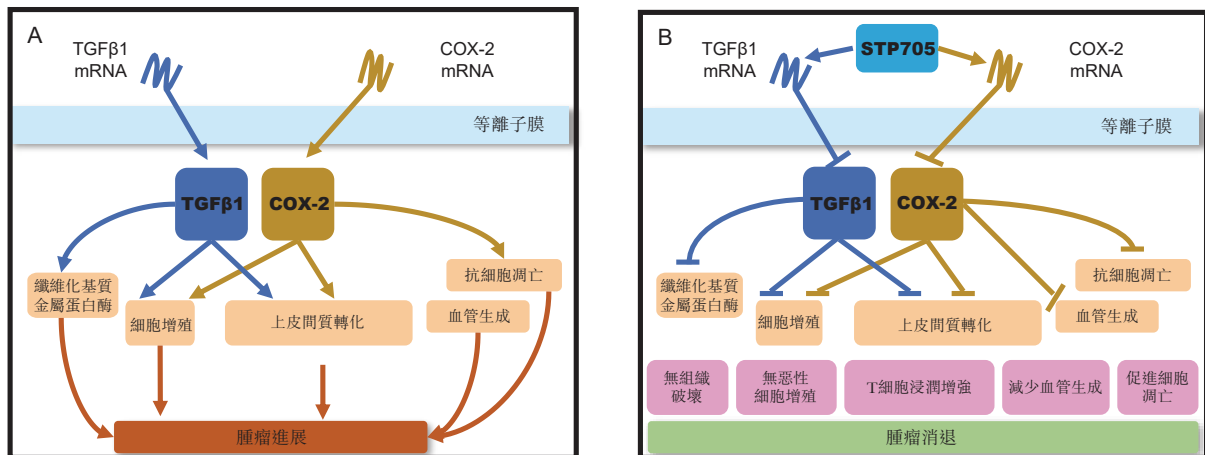 A
TGFβ1
mRNA
COX-2
mRNA
等離子膜
TGFβ1
COX-2
纖維化基質
金屬蛋白酶
細胞增殖
上皮間質轉化
抗細胞凋亡
血管生成
腫瘤進展
B
TGFβ1
mRNA
STP705
COX-2
mRNA
等離子膜
TGFβ1
COX-2
纖維化基質
金屬蛋白酶
細胞增殖
上皮間質轉化
抗細胞凋亡
血管生成
無組織
破壞
無惡性
細胞增殖
T細胞浸潤增強
減少血管生成
促進細胞
凋亡
腫瘤消退